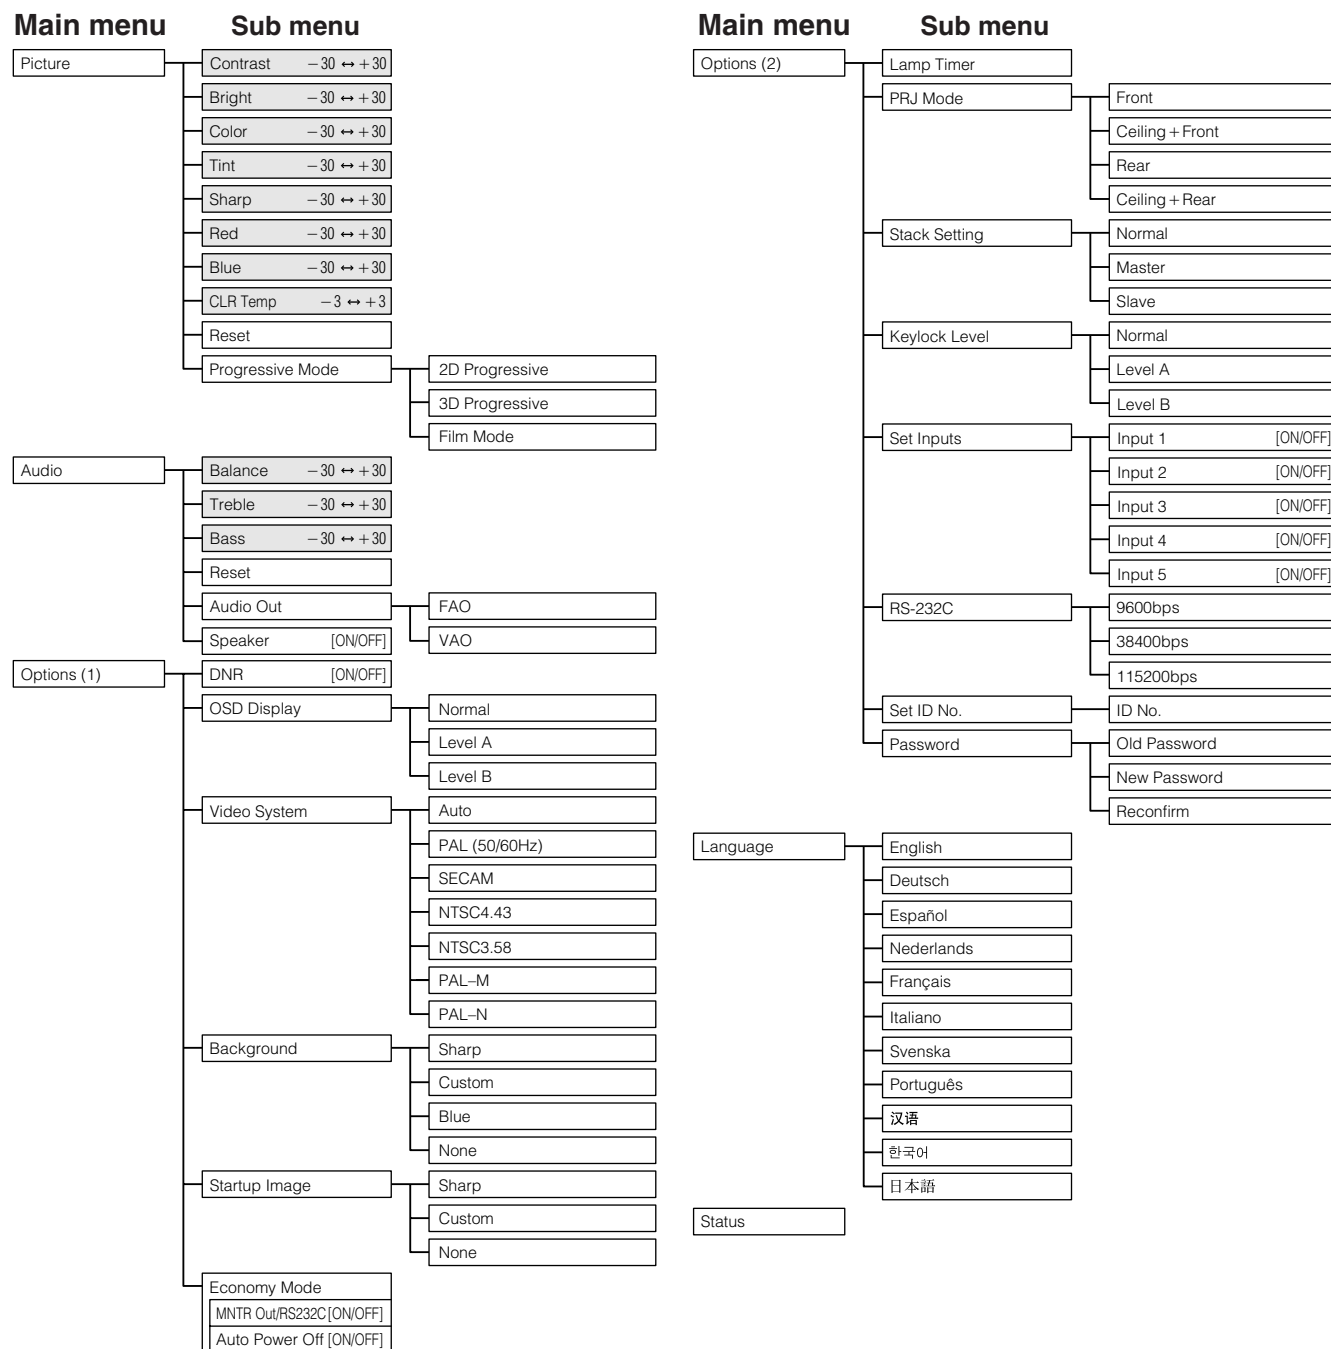 Main menu Sub menu
Picture
Contrast −30 ↔ +30
Bright −30 ↔ +30
Color −30 ↔ +30
Tint −30 ↔ +30
Sharp −30 ↔ +30
Red −30 ↔ +30
Blue −30 ↔ +30
CLR Temp −3 ↔ +3
Reset
Progressive Mode
2D Progressive
3D Progressive
Film Mode
Audio
Balance −30 ↔ +30
Treble −30 ↔ +30
Bass −30 ↔ +30
Reset
Audio Out
FAO
VAO
Speaker [ON/OFF]
Options (1)
DNR [ON/OFF]
OSD Display
Normal
Level A
Level B
Video System
Auto
PAL (50/60Hz)
SECAM
NTSC4.43
NTSC3.58
PAL–M
PAL–N
Background
Sharp
Custom
Blue
None
Startup Image
Sharp
Custom
None
Economy Mode
MNTR Out/RS232C [ON/OFF]
Auto Power Off [ON/OFF]
Main menu Sub menu
Options (2)
Lamp Timer
PRJ Mode
Front
Ceiling + Front
Rear
Ceiling + Rear
Stack Setting
Normal
Master
Slave
Keylock Level
Normal
Level A
Level B
Set Inputs
Input 1 [ON/OFF]
Input 2 [ON/OFF]
Input 3 [ON/OFF]
Input 4 [ON/OFF]
Input 5 [ON/OFF]
RS-232C
9600bps
38400bps
115200bps
Set ID No.
ID No.
Password
Old Password
New Password
Reconfirm
Language
English
Deutsch
Español
Nederlands
Français
Italiano
Svenska
Português
汉语
한국어
日本語
Status